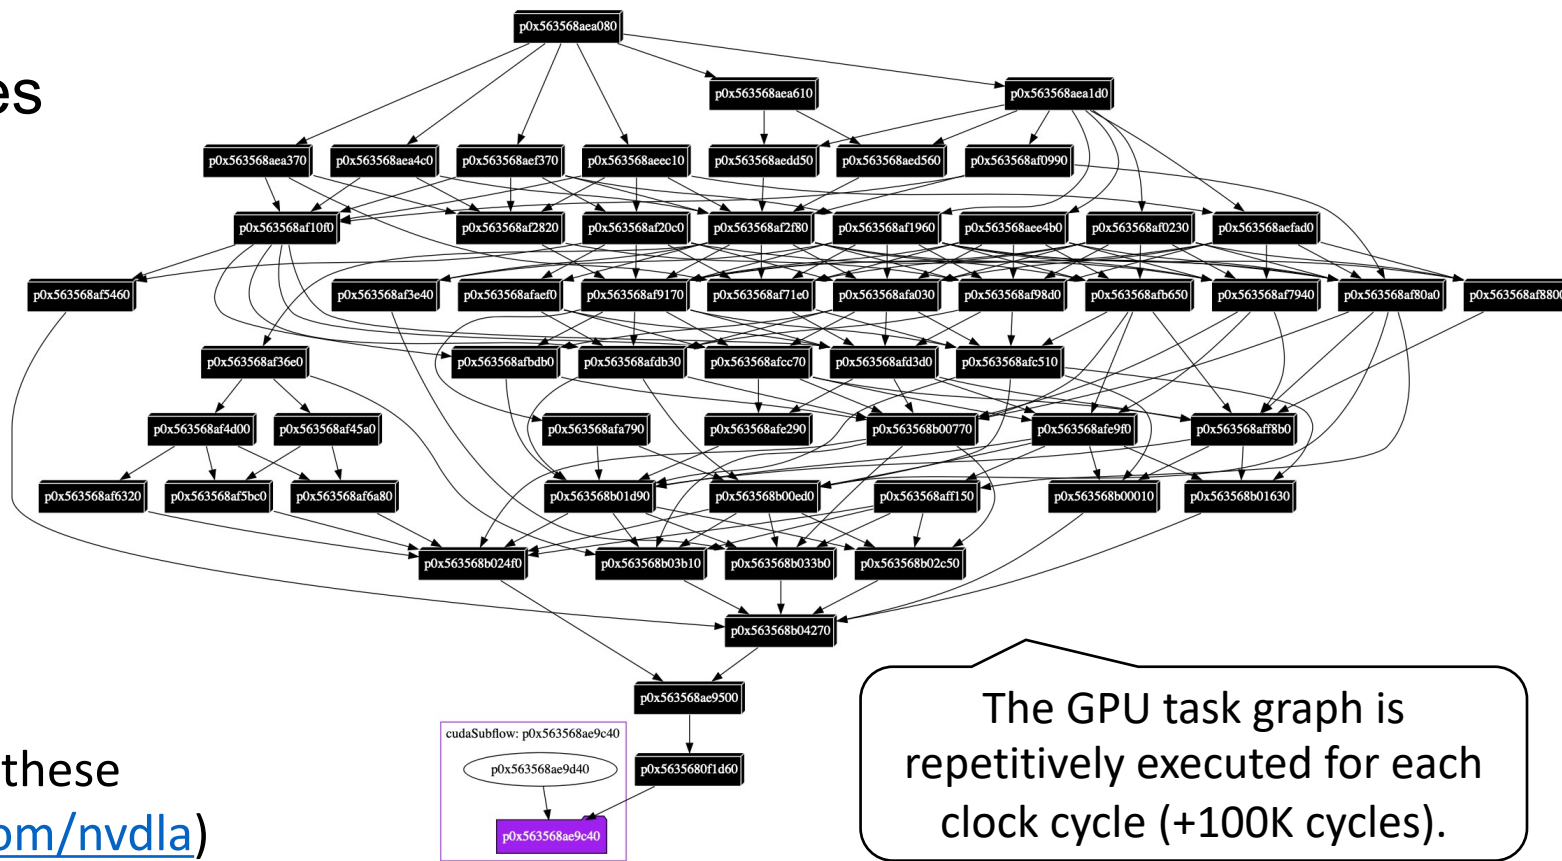 p0x563568aea080
es
p0x563568aea610
p0x563568aea1d0
p0x563568aea370
p0x563568aea4c0
p0x563568aef370
p0x563568aeec10
p0x563568aedd50
p0x563568aed560
p0x563568af0990
p0x563568af10f0
p0x563568af2820
p0x563568af20c0
p0x563568af2f80
p0x563568af1960
p0x563568aee4b0
p0x563568af0230
p0x563568aefad0
p0x563568af5460
p0x563568af3e40
p0x563568afaef0
p0x563568af9170
p0x563568af71e0
p0x563568afa030
p0x563568af98d0
p0x563568afb650
p0x563568af7940
p0x563568af80a0
p0x563568af8800
p0x563568af36e0
p0x563568afbdb0
p0x563568afdb30
p0x563568afcc70
p0x563568afd3d0
p0x563568afc510
p0x563568af4d00
p0x563568af45a0
p0x563568afa790
p0x563568afe290
p0x563568b00770
p0x563568afe9f0
p0x563568aff8b0
p0x563568af6320
p0x563568af5bc0
p0x563568af6a80
p0x563568b01d90
p0x563568b00ed0
p0x563568aff150
p0x563568b00010
p0x563568b01630
p0x563568b024f0
p0x563568b03b10
p0x563568b033b0
p0x563568b02c50
p0x563568b04270
p0x563568ae9500
cudaSubflow: p0x563568ae9c40
p0x563568ae9d40
p0x5635680f1d60
p0x563568ae9c40
The GPU task graph is
repetitively executed for each
clock cycle (+100K cycles).
these
om/nvdla)